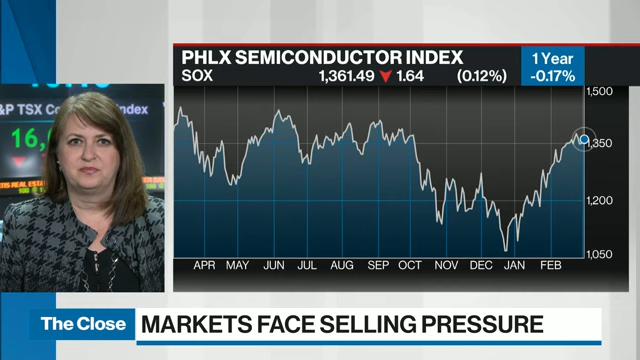 &P TSX Co
Index
16,
PHLX SEMICONDUCTOR INDEX
SOX 1,361.49 1.64 (0.12%)
1 Year
-0.17%
1,500
1,350
1,200
1,050
APR MAY JUN JUL AUG SEP OCT NOV DEC JAN FEB
The Close
MARKETS FACE SELLING PRESSURE